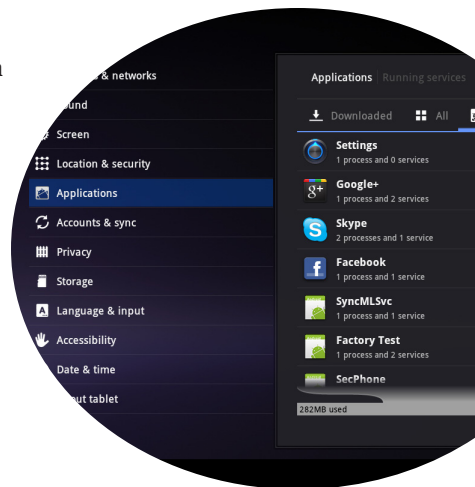 & networks
Screen
Location & security
Applications
Accounts & sync
Privacy
Storage
Language & input
Accessibility
Date & time
tablet
Applications Running services
Downloaded All
Settings
1 process and 0 services
g+
Google+
1 process and 2 services
S
Skype
2 processes and 1 service
f
Facebook
1 process and 1 service
SyncMLSvc
1 process and 1 service
Factory Test
1 process and 2 services
SecPhone
282MB used